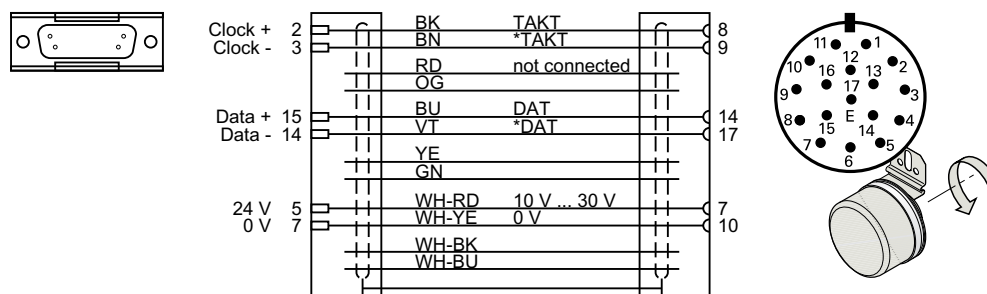 Clock + 2 BK TAKT 8
Clock - 3 BN *TAKT 9
RD not connected
OG
Data + 15 BU DAT 14
Data - 14 VT *DAT 17
YE
GN
24 V 5 WH-RD 10 V ... 30 V 7
0 V 7 WH-YE 0 V 10
WH-BK
WH-BU
11 1
10 12 2
16 13
9 17 3
8 E 4
15 14
7 5
6